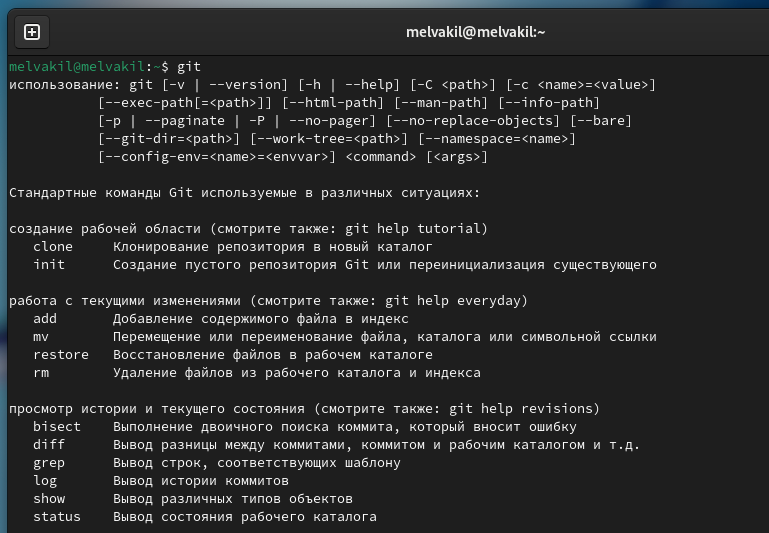 melvakil@melvakil:~
melvakil@melvakil:~$ git
использование: git [-v | --version] [-h | --help] [-C <path>] [-c <name>=<value>]
           [--exec-path[=<path>]] [--html-path] [--man-path] [--info-path]
           [-p | --paginate | -P | --no-pager] [--no-replace-objects] [--bare]
           [--git-dir=<path>] [--work-tree=<path>] [--namespace=<name>]
           [--config-env=<name>=<envvar>] <command> [<args>]

Стандартные команды Git используемые в различных ситуациях:

создание рабочей области (смотрите также: git help tutorial)
   clone     Клонирование репозитория в новый каталог
   init      Создание пустого репозитория Git или переинициализация существующего

работа с текущими изменениями (смотрите также: git help everyday)
   add       Добавление содержимого файла в индекс
   mv        Перемещение или переименование файла, каталога или символьной ссылки
   restore   Восстановление файлов в рабочем каталоге
   rm        Удаление файлов из рабочего каталога и индекса

просмотр истории и текущего состояния (смотрите также: git help revisions)
   bisect    Выполнение двоичного поиска коммита, который вносит ошибку
   diff      Вывод разницы между коммитами, коммитом и рабочим каталогом и т.д.
   grep      Вывод строк, соответствующих шаблону
   log       Вывод истории коммитов
   show      Вывод различных типов объектов
   status    Вывод состояния рабочего каталога